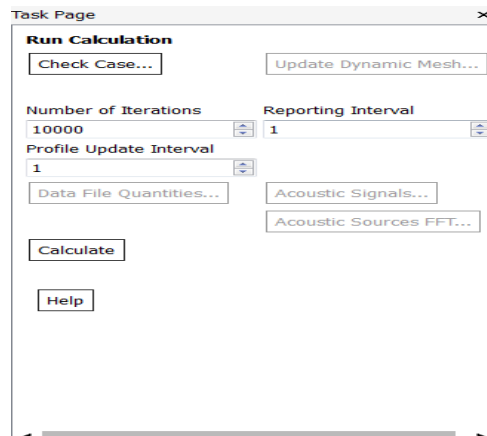 Task Page
Run Calculation
Check Case... Update Dynamic Mesh...
Number of Iterations Reporting Interval
10000 1
Profile Update Interval
1
Data File Quantities... Acoustic Signals...
Acoustic Sources FFT...
Calculate
Help